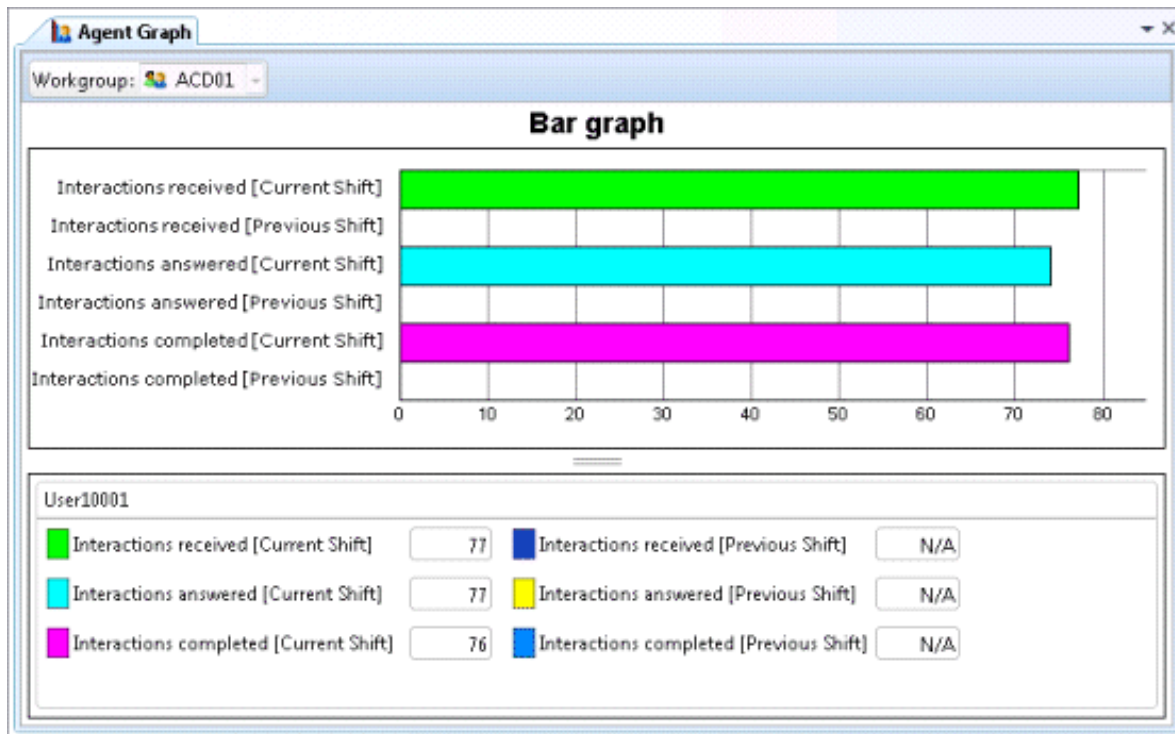 Agent Graph
Workgroup: ACD01
Bar graph
Interactions received [Current Shift]
Interactions received [Previous Shift]
Interactions answered [Current Shift]
Interactions answered [Previous Shift]
Interactions completed [Current Shift]
Interactions completed [Previous Shift]
0 10 20 30 40 50 60 70 80
User10001
Interactions received [Current Shift] 77 Interactions received [Previous Shift] N/A
Interactions answered [Current Shift] 77 Interactions answered [Previous Shift] N/A
Interactions completed [Current Shift] 76 Interactions completed [Previous Shift] N/A